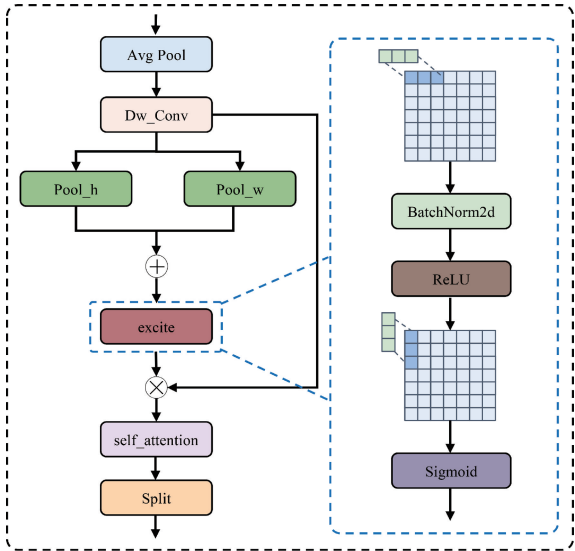 Avg Pool
Dw_Conv
Pool_h
Pool_w
excite
self_attention
Split
BatchNorm2d
ReLU
Sigmoid